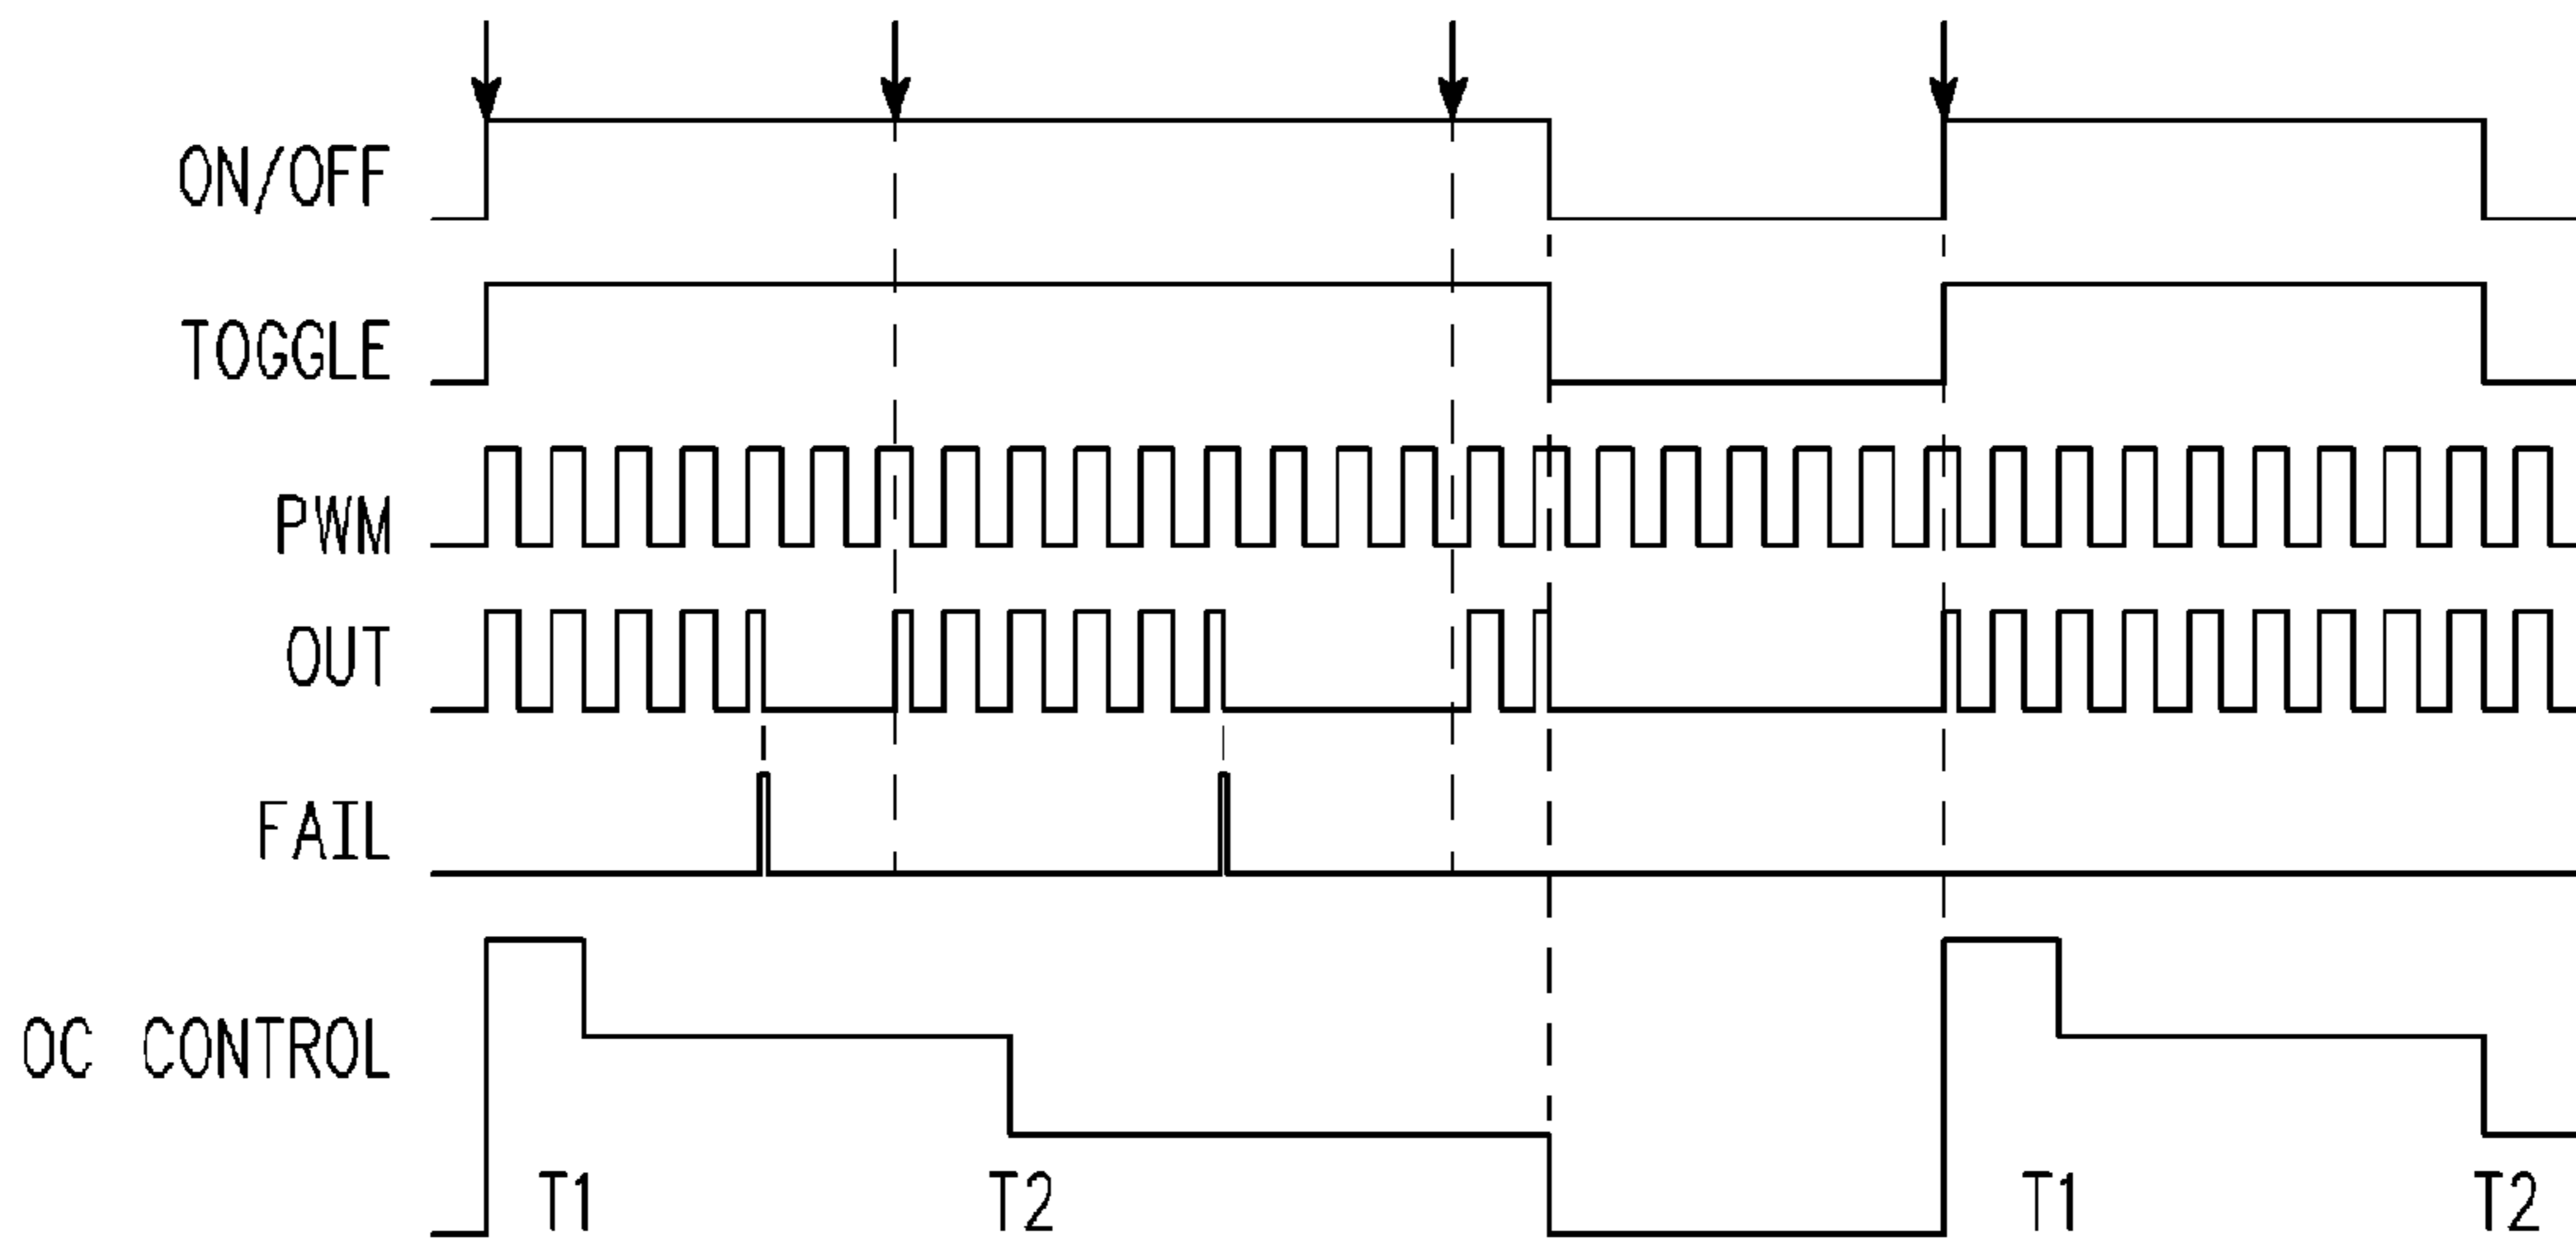 ON/OFF
TOGGLE
PWM
OUT
FAIL
OC CONTROL
T1 T2 T1 T2